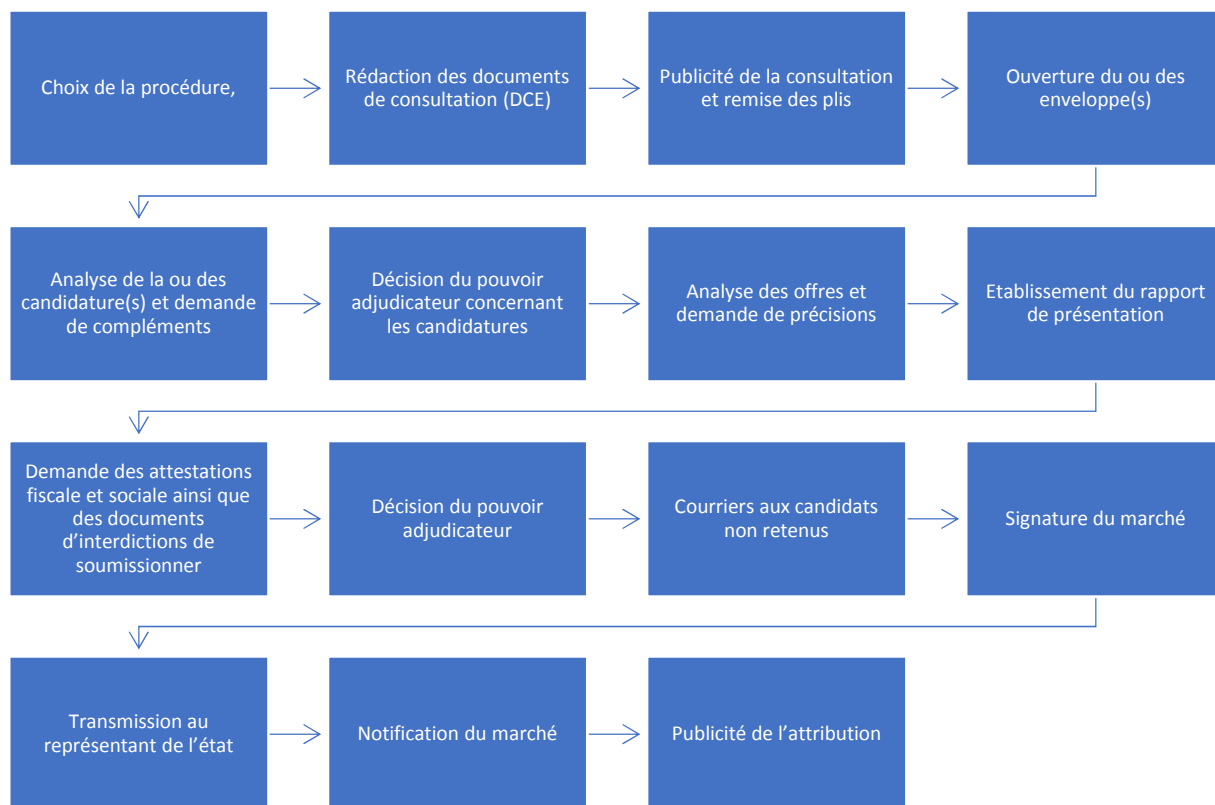 Choix de la procédure,
Rédaction des documents
de consultation (DCE)
Publicité de la consultation
et remise des plis
Ouverture du ou des
enveloppe(s)
Analyse de la ou des
candidature(s) et demande
de compléments
Décision du pouvoir
adjudicateur concernant
les candidatures
Analyse des offres et
demande de précisions
Etablissement du rapport
de présentation
Demande des attestations
fiscale et sociale ainsi que
des documents
d’interdictions de
soumissionner
Décision du pouvoir
adjudicateur
Courriers aux candidats
non retenus
Signature du marché
Transmission au
représentant de l’état
Notification du marché
Publicité de l’attribution